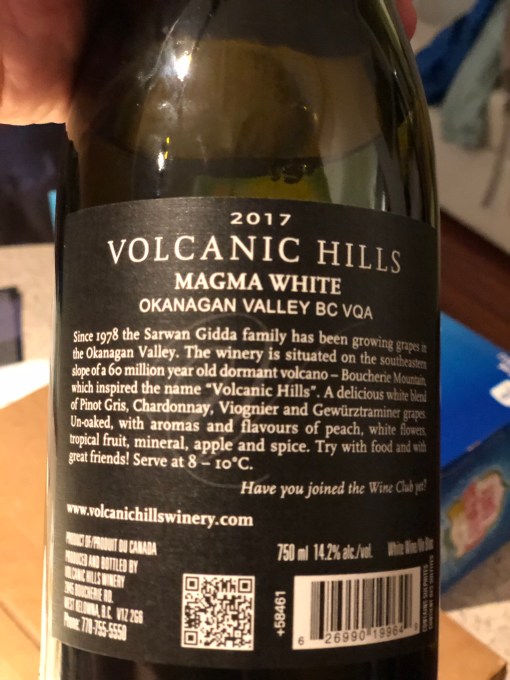 2017
VOLCANIC HILLS
MAGMA WHITE
OKANAGAN VALLEY BC VQA
Since 1978 the Sarwan Gidda family has been growing grapes in
the Okanagan Valley. The winery is situated on the southeastern
slope of a 60 million year old dormant volcano – Boucherie Mountain,
which inspired the name "Volcanic Hills". A delicious white blend
of Pinot Gris, Chardonnay, Viognier and Gewürztraminer grapes.
Un-oaked, with aromas and flavours of peach, white flowers,
tropical fruit, mineral, apple and spice. Try with food and with
great friends! Serve at 8 – 10°C.
Have you joined the Wine Club yet?
www.volcanichillswinery.com
PRODUCT OF/PRODUIT DU CANADA
PRODUCED AND BOTTLED BY
VOLCANIC HILLS WINERY
2845 BOUCHERIE RD.
WEST KELOWNA, B.C. V1Z 2G6
Phone: 778-755-5550
750 ml 14.2% alc./vol. White Wine/Vin Blanc
+58461
6 26990 19964